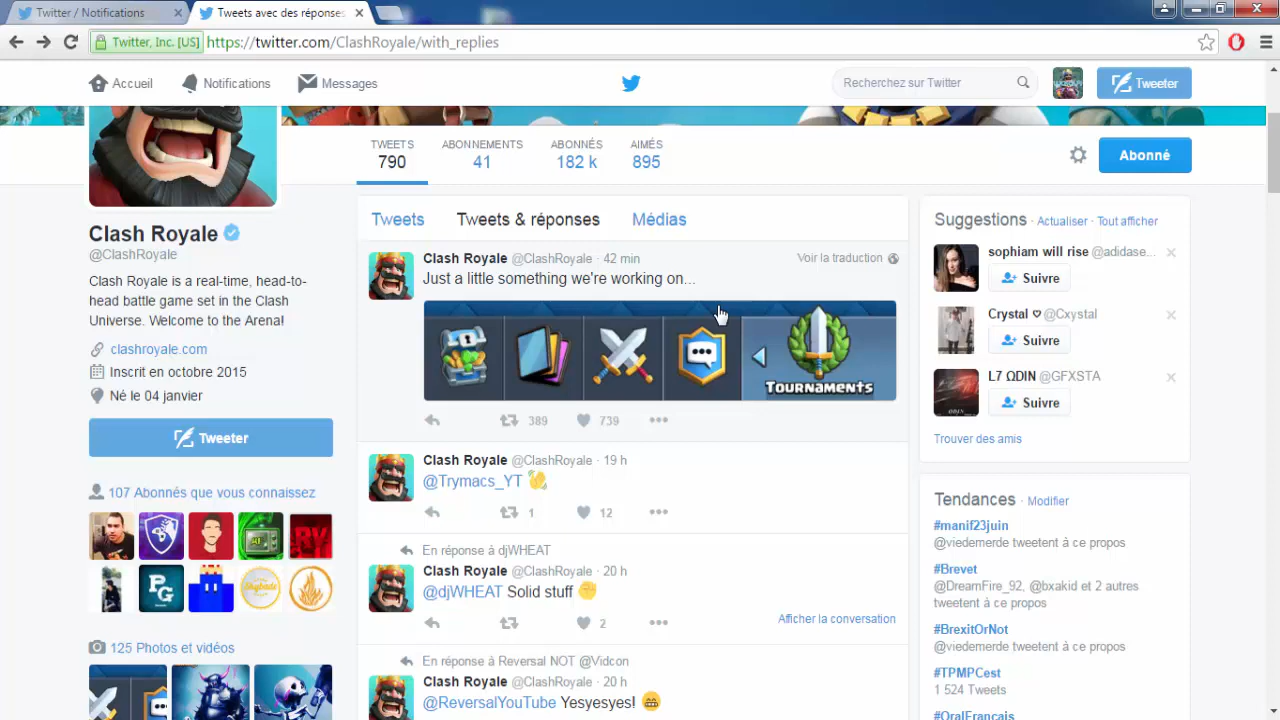 Twitter / Notifications
Tweets avec des réponses
Twitter, Inc. [US] https://twitter.com/ClashRoyale/with_replies
Accueil Notifications Messages Recherchez sur Twitter Tweeter
TWEETS ABONNEMENTS ABONNÉS AIMÉS
790 41 182 k 895
Abonné
Clash Royale
@ClashRoyale
Clash Royale is a real-time, head-to-
head battle game set in the Clash
Universe. Welcome to the Arena!
clashroyale.com
Inscrit en octobre 2015
Né le 04 janvier
Tweeter
107 Abonnés que vous connaissez
RY
PG
125 Photos et vidéos
Tweets Tweets & réponses Médias
Clash Royale @ClashRoyale · 42 min Voir la traduction
Just a little something we're working on...
TOURNAMENTS
389 739
Clash Royale @ClashRoyale · 19 h
@Trymacs_YT 👏
1 12
En réponse à djWHEAT
Clash Royale @ClashRoyale · 20 h
@djWHEAT Solid stuff ✊
2 Afficher la conversation
En réponse à Reversal NOT @Vidcon
Clash Royale @ClashRoyale · 20 h
@ReversalYouTube Yesyesyes! 😁
Suggestions · Actualiser · Tout afficher
sophiam will rise @adidase...
Suivre
Crystal ♡ @Cxystal
Suivre
L7 ΩDIN @GFXSTA
Suivre
Trouver des amis
Tendances · Modifier
#manif23juin
@viedemerde tweetent à ce propos
#Brevet
@DreamFire_92, @bxakid et 2 autres
tweetent à ce propos
#BrexitOrNot
@viedemerde tweetent à ce propos
#TPMPCest
1 524 Tweets
#OralFrancais